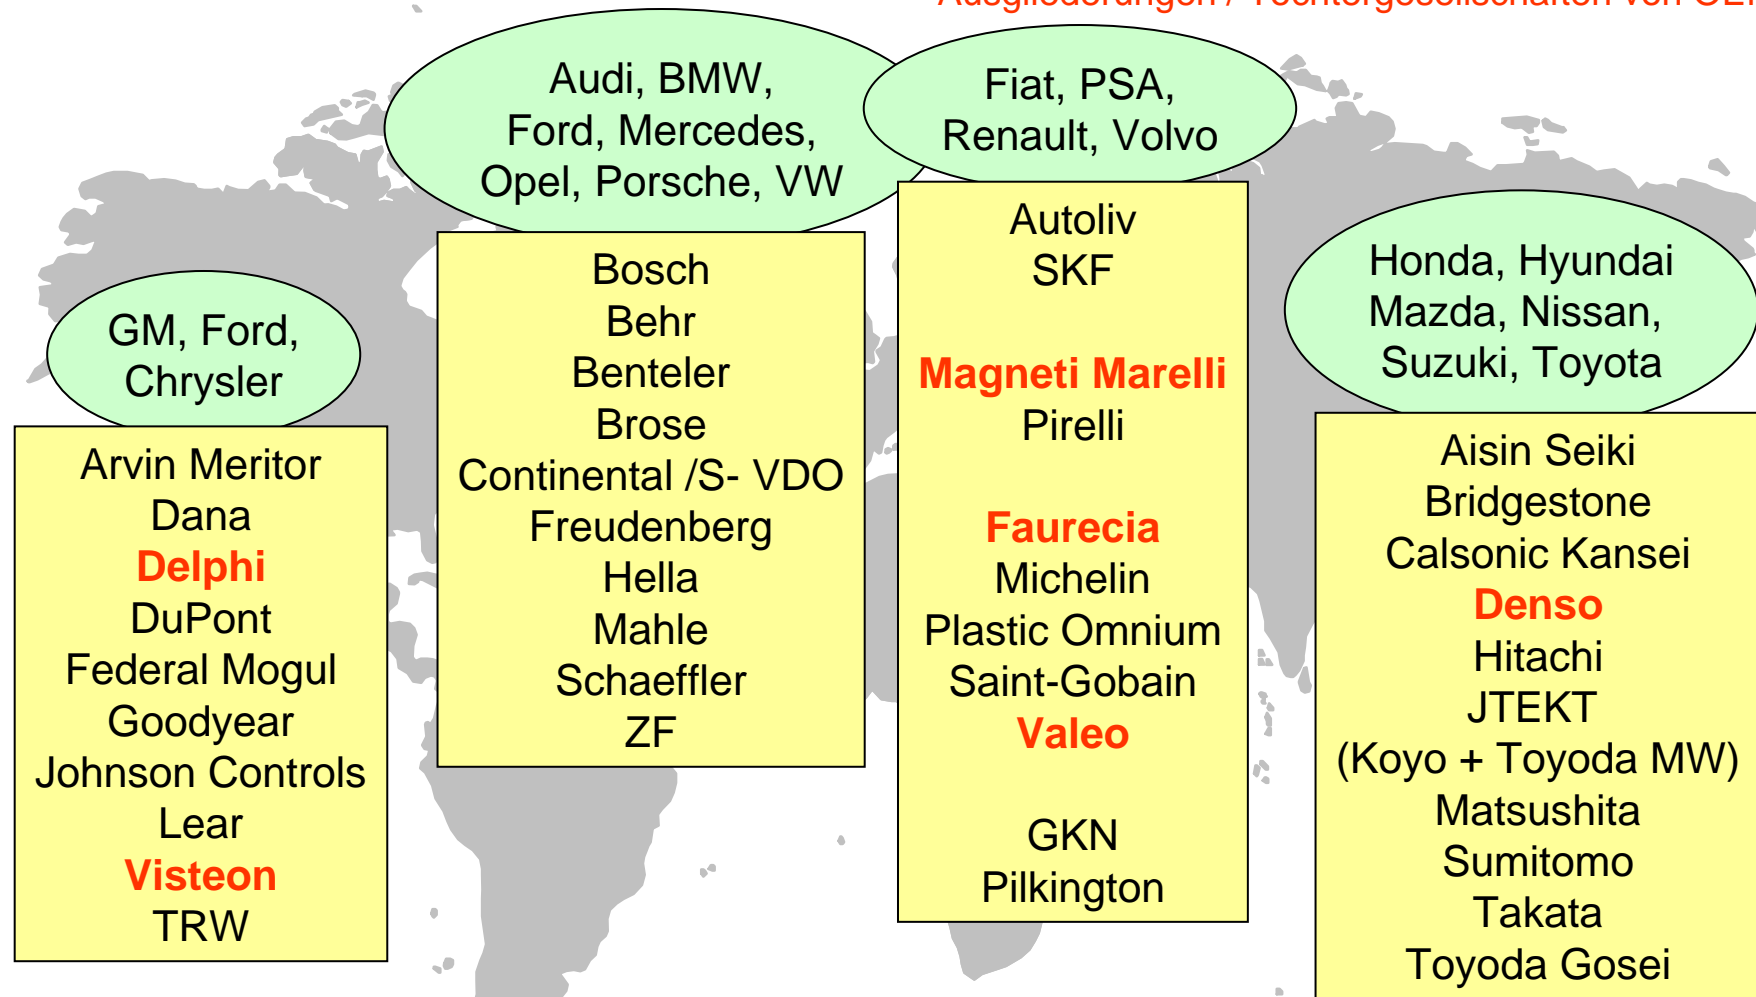 Ausgliederungen / Tochtergesellschaften von
Audi, BMW,
Ford, Mercedes,
Opel, Porsche, VW
Fiat, PSA,
Renault, Volvo
Honda, Hyundai
Mazda, Nissan,
Suzuki, Toyota
GM, Ford,
Chrysler
Arvin Meritor
Dana
Delphi
DuPont
Federal Mogul
Goodyear
Johnson Controls
Lear
Visteon
TRW
Bosch
Behr
Benteler
Brose
Continental /S- VDO
Freudenberg
Hella
Mahle
Schaeffler
ZF
Autoliv
SKF
Magneti Marelli
Pirelli
Faurecia
Michelin
Plastic Omnium
Saint-Gobain
Valeo
GKN
Pilkington
Aisin Seiki
Bridgestone
Calsonic Kansei
Denso
Hitachi
JTEKT
(Koyo + Toyoda MW)
Matsushita
Sumitomo
Takata
Toyoda Gosei